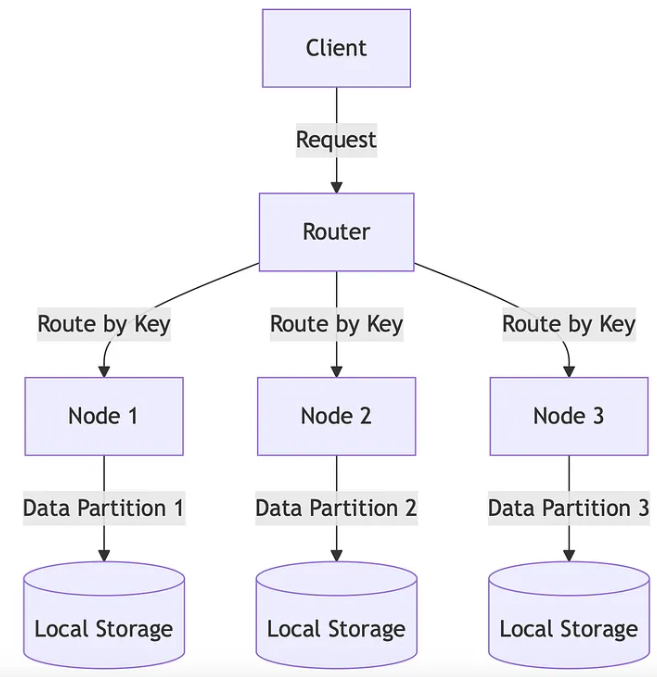 Client
Request
Router
Route by Key
Route by Key
Route by Key
Node 1
Node 2
Node 3
Data Partition 1
Data Partition 2
Data Partition 3
Local Storage
Local Storage
Local Storage